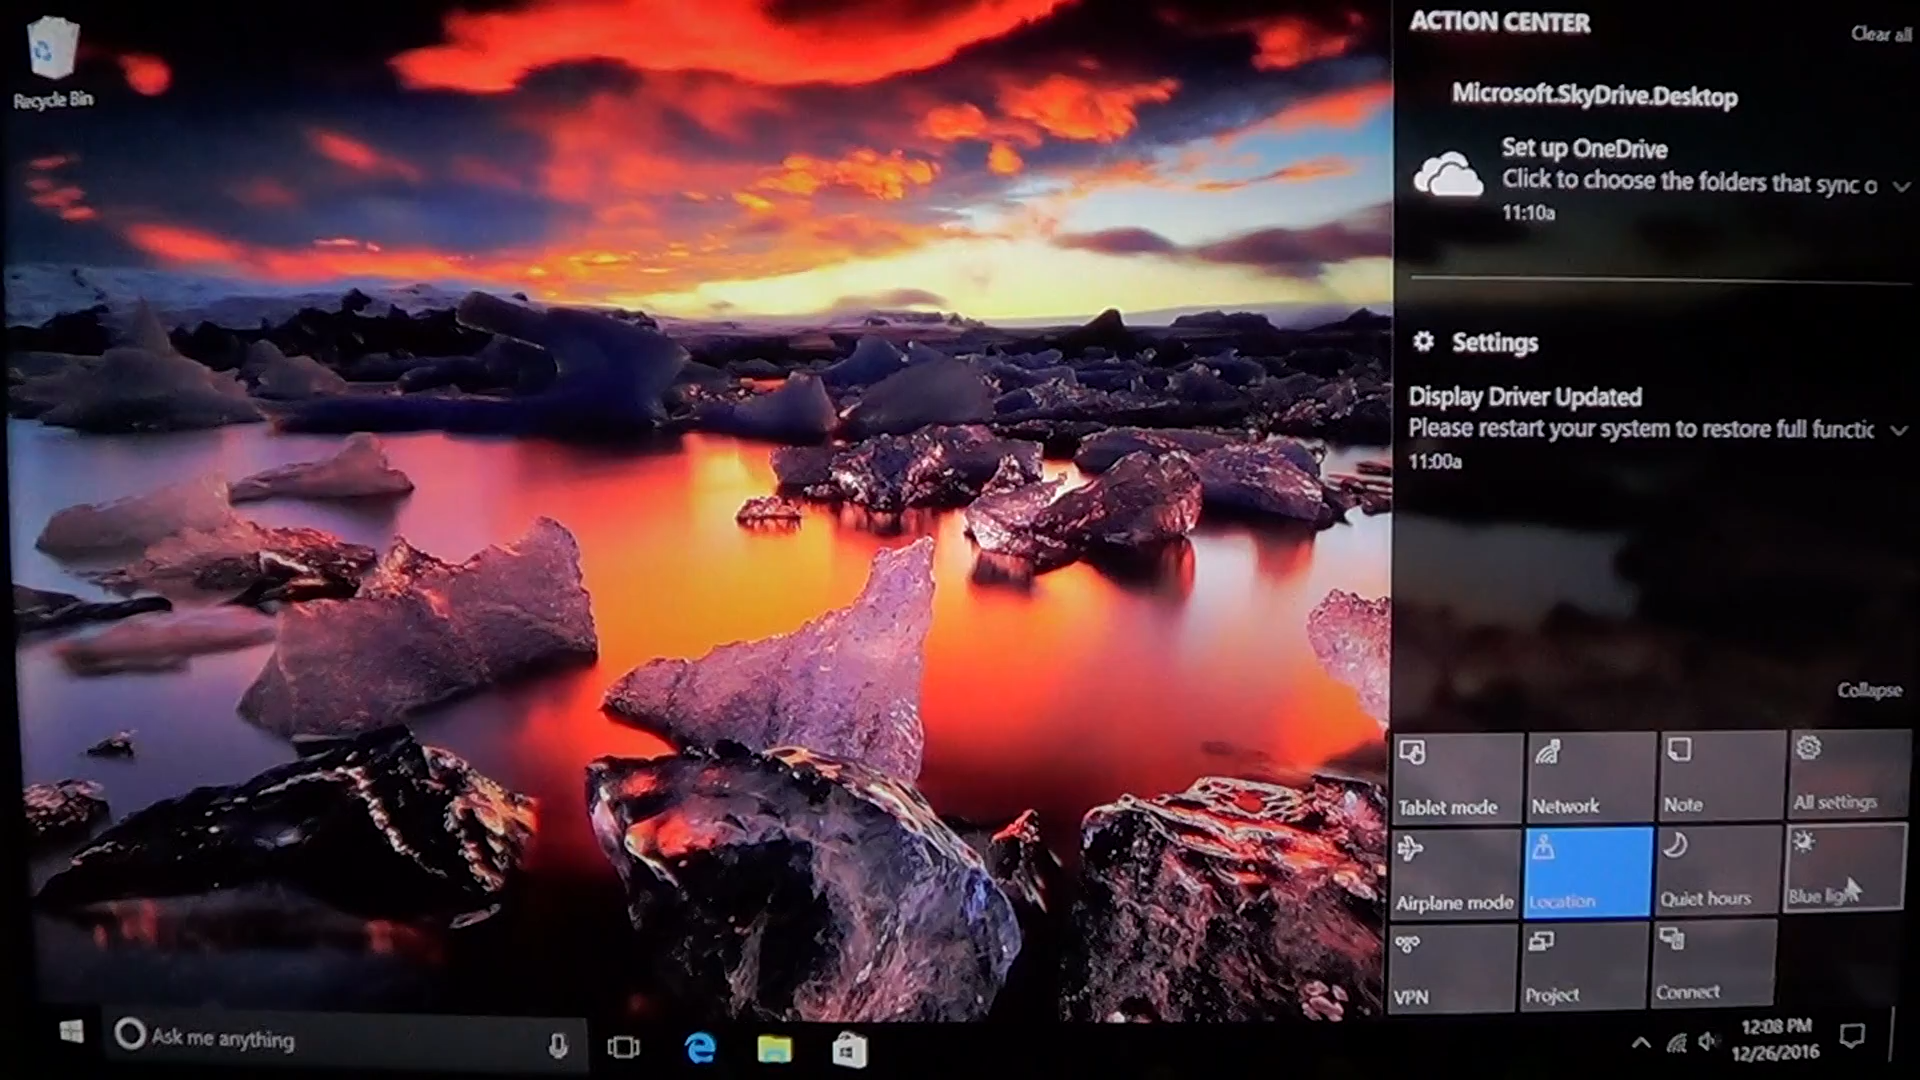 Recycle Bin
ACTION CENTER
Clear all
Microsoft.SkyDrive.Desktop
Set up OneDrive
Click to choose the folders that sync o
11:10a
Settings
Display Driver Updated
Please restart your system to restore full functic
11:00a
Collapse
Tablet mode
Network
Note
All settings
Airplane mode
Location
Quiet hours
Blue light
VPN
Project
Connect
Ask me anything
12:08 PM
12/26/2016